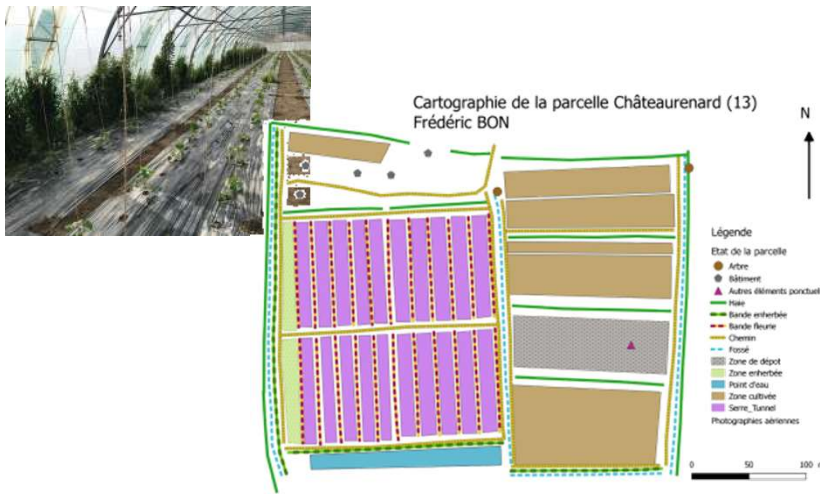 Cartographie de la parcelle Châteaurenard (13)
Frédéric BON
N
Légende
Etat de la parcelle
Arbre
Bâtiment
Autres éléments ponctuels
Haie
Bande enherbée
Bande fleurie
Chemin
Fossé
Zone de dépôt
Zone enherbée
Point d'eau
Zone cultivée
Serre_Tunnel
Photographies aériennes
0 50 100